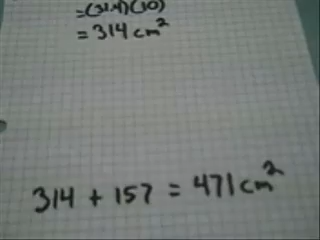 =(31.4)(10)
=314 cm²
314 + 157 = 471 cm²